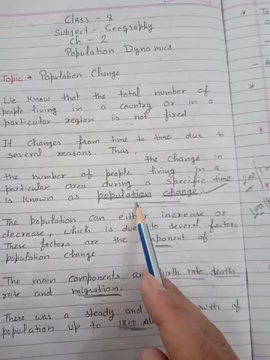 Class - 8
Subject - Geography
Ch - 2
Population Dynamics
Topic → Population Change
We know that the total number of
people living in a country or in a
particular region is not fixed.
It changes from time to time due to
several reasons. Thus,
the change in
the number of people living in a
particular area during a specific time
is known as population change.
The Population can either increase or
decrease, which is due to several factors
These factors are the component of
population change
The main components are birth rate, death
rate and migration.
There was a steady and of
population up to 1800 AD